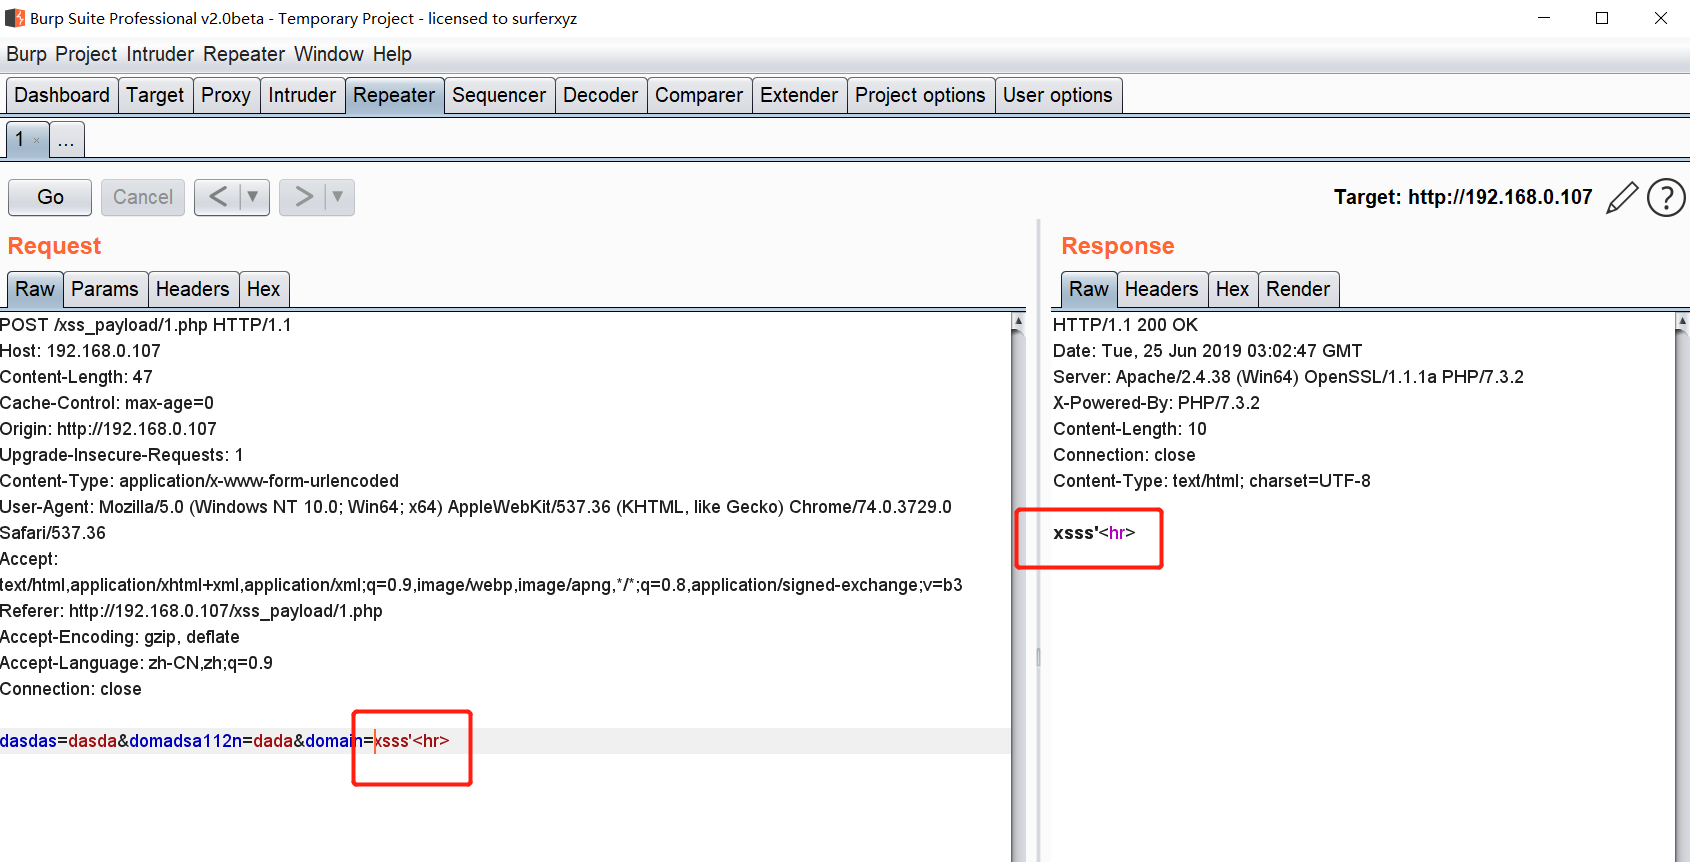 Burp Suite Professional v2.0beta - Temporary Project - licensed to surferxyz
Burp Project Intruder Repeater Window Help
Dashboard Target Proxy Intruder Repeater Sequencer Decoder Comparer Extender Project options User options
1 × ...
Go Cancel < ▼ > ▼ Target: http://192.168.0.107 ?
Request
Raw Params Headers Hex
POST /xss_payload/1.php HTTP/1.1
Host: 192.168.0.107
Content-Length: 47
Cache-Control: max-age=0
Origin: http://192.168.0.107
Upgrade-Insecure-Requests: 1
Content-Type: application/x-www-form-urlencoded
User-Agent: Mozilla/5.0 (Windows NT 10.0; Win64; x64) AppleWebKit/537.36 (KHTML, like Gecko) Chrome/74.0.3729.0
Safari/537.36
Accept:
text/html,application/xhtml+xml,application/xml;q=0.9,image/webp,image/apng,*/*;q=0.8,application/signed-exchange;v=b3
Referer: http://192.168.0.107/xss_payload/1.php
Accept-Encoding: gzip, deflate
Accept-Language: zh-CN,zh;q=0.9
Connection: close
dasdas=dasda&domadsa112n=dada&domain=xsss'<hr>
Response
Raw Headers Hex Render
HTTP/1.1 200 OK
Date: Tue, 25 Jun 2019 03:02:47 GMT
Server: Apache/2.4.38 (Win64) OpenSSL/1.1.1a PHP/7.3.2
X-Powered-By: PHP/7.3.2
Content-Length: 10
Connection: close
Content-Type: text/html; charset=UTF-8
xsss'<hr>